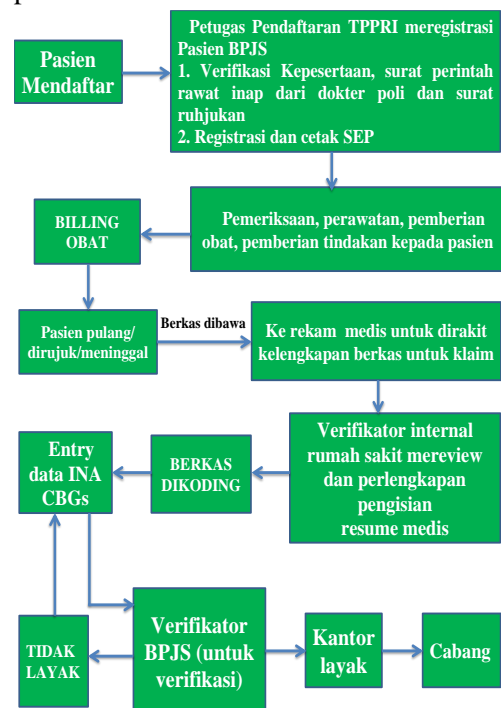 Pasien
Mendaftar
Petugas Pendaftaran TPPRI meregistrasi
Pasien BPJS
1. Verifikasi Kepesertaan, surat perintah
rawat inap dari dokter poli dan surat
ruhjukan
2. Registrasi dan cetak SEP
BILLING
OBAT
Pemeriksaan, perawatan, pemberian
obat, pemberian tindakan kepada pasien
Pasien pulang/
dirujuk/meninggal
Berkas dibawa
Ke rekam medis untuk dirakit
kelengkapan berkas untuk klaim
Entry
data INA
CBGs
BERKAS
DIKODING
Verifikator internal
rumah sakit mereview
dan perlengkapan
pengisian
resume medis
TIDAK
LAYAK
Verifikator
BPJS (untuk
verifikasi)
Kantor
layak
Cabang